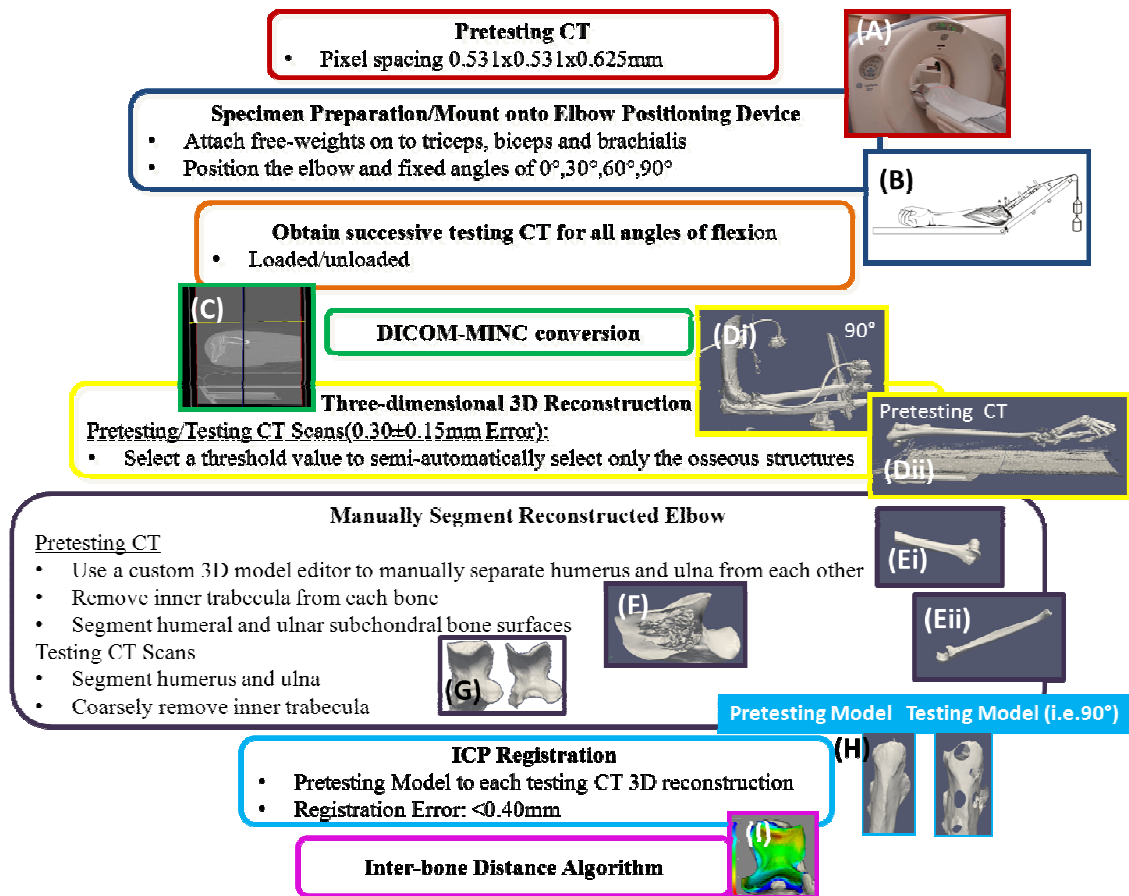 Pretesting CT
• Pixel spacing 0.531x0.531x0.625mm
(A)
Specimen Preparation/Mount onto Elbow Positioning Device
• Attach free-weights on to triceps, biceps and brachialis
• Position the elbow and fixed angles of 0°,30°,60°,90°
(B)
Obtain successive testing CT for all angles of flexion
• Loaded/unloaded
(C)
DICOM-MINC conversion
(Di)
90°
Three-dimensional 3D Reconstruction
Pretesting/Testing CT Scans(0.30±0.15mm Error):
• Select a threshold value to semi-automatically select only the osseous structures
Pretesting CT
(Dii)
Manually Segment Reconstructed Elbow
Pretesting CT
• Use a custom 3D model editor to manually separate humerus and ulna from each other
• Remove inner trabecula from each bone
• Segment humeral and ulnar subchondral bone surfaces
(Ei)
(F)
(Eii)
Testing CT Scans
• Segment humerus and ulna
• Coarsely remove inner trabecula
(G)
Pretesting Model Testing Model (i.e.90°)
(H)
ICP Registration
• Pretesting Model to each testing CT 3D reconstruction
• Registration Error: <0.40mm
Inter-bone Distance Algorithm
(I)